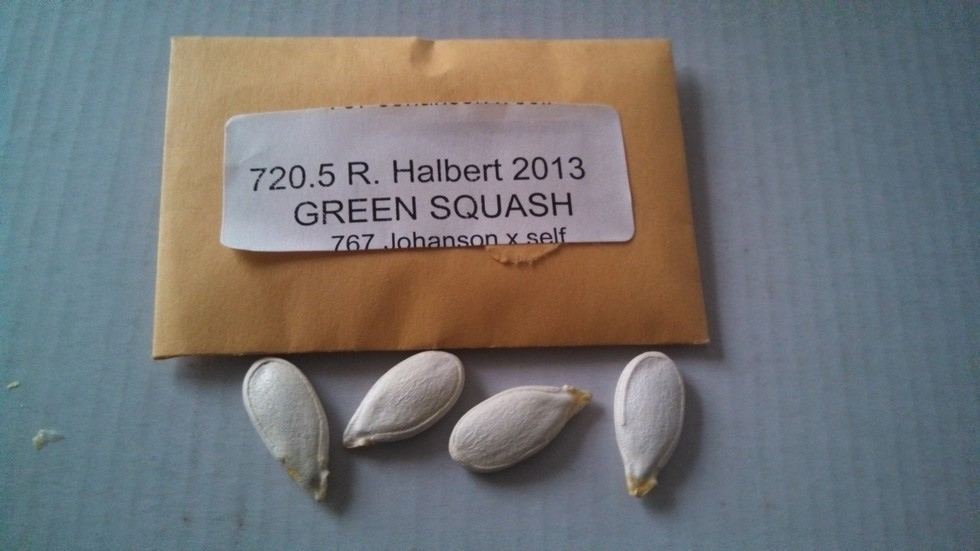 720.5 R. Halbert 2013
GREEN SQUASH
767 Johanson x self